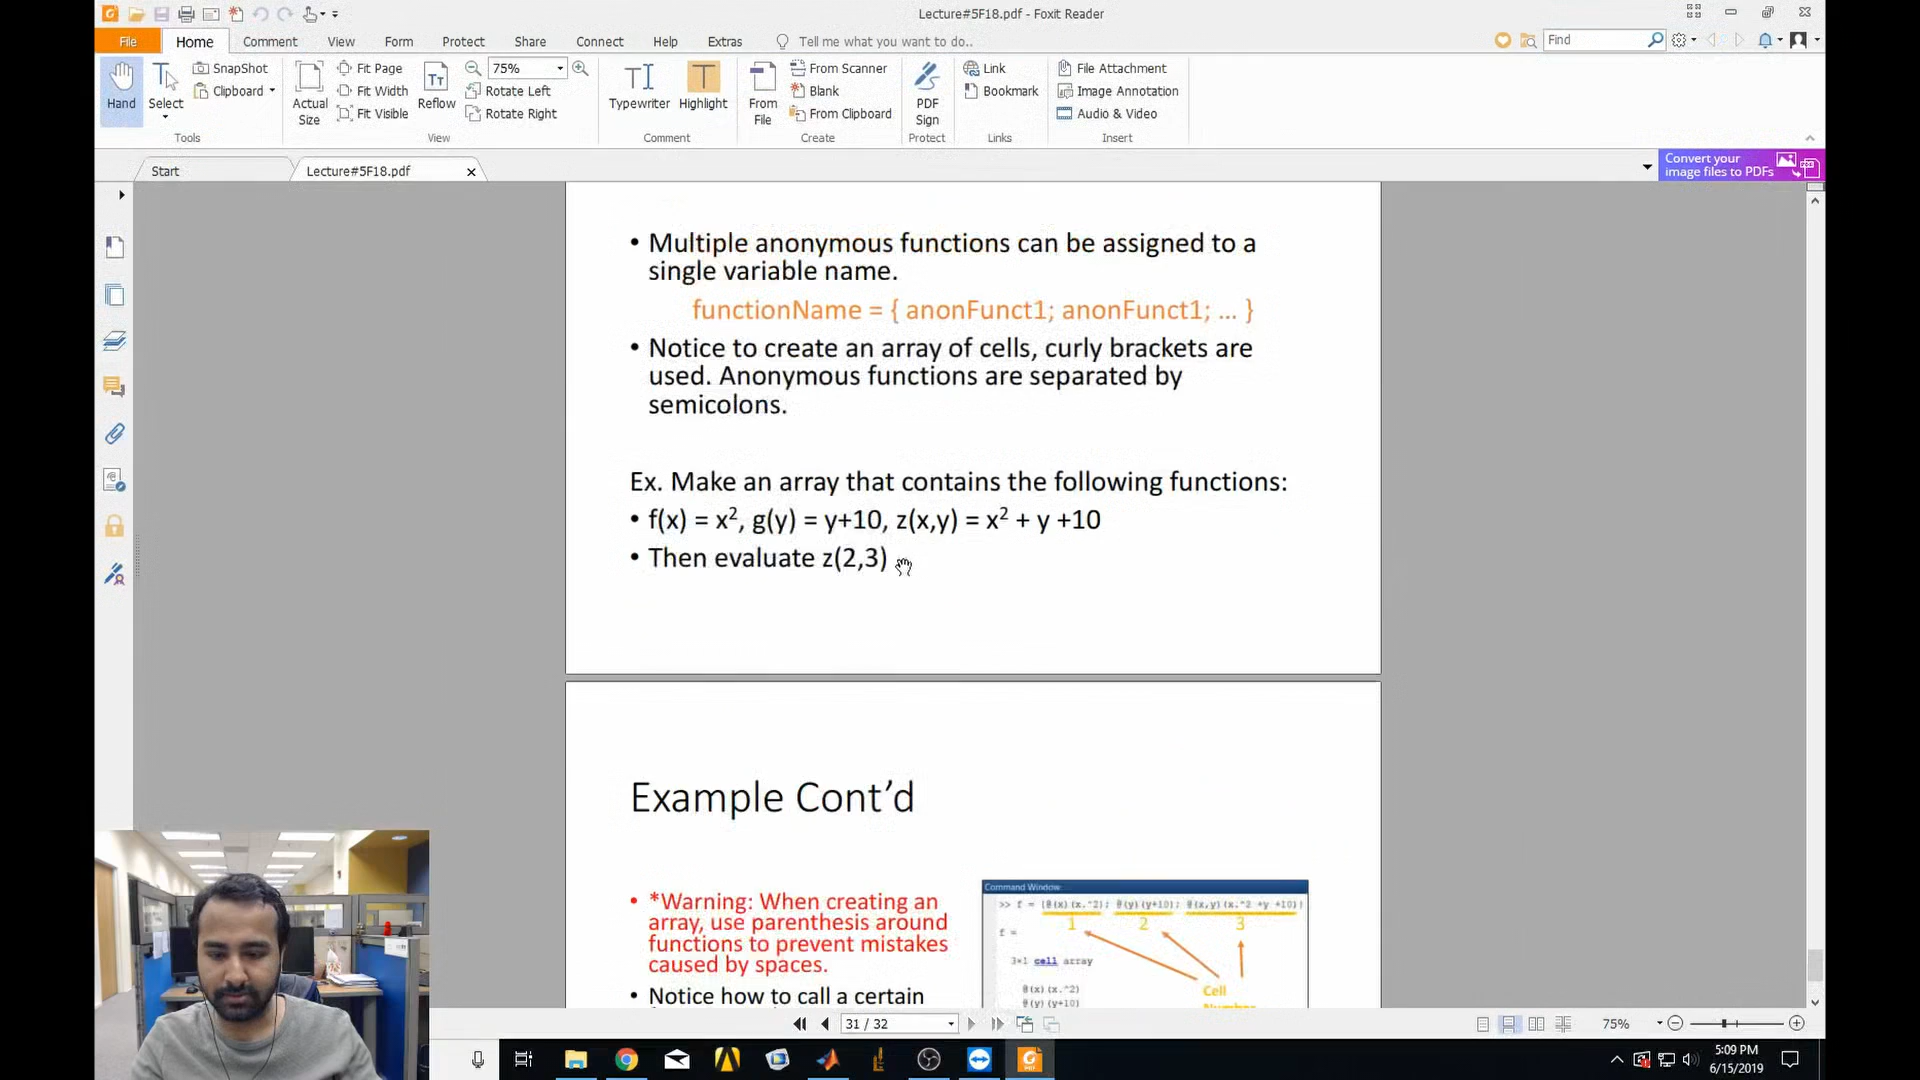 Lecture#5F18.pdf - Foxit Reader
File Home Comment View Form Protect Share Connect Help Extras Tell me what you want to do.. Find
Hand
Select
SnapShot
Clipboard
Tools
Actual
Size
Fit Page
Fit Width
Fit Visible
Reflow
75%
Rotate Left
Rotate Right
View
Typewriter
Highlight
Comment
From
File
From Scanner
Blank
From Clipboard
Create
PDF
Sign
Protect
Link
Bookmark
Links
File Attachment
Image Annotation
Audio & Video
Insert
Start
Lecture#5F18.pdf
Convert your
image files to PDFs
• Multiple anonymous functions can be assigned to a
single variable name.
functionName = { anonFunct1; anonFunct1; ... }
• Notice to create an array of cells, curly brackets are
used. Anonymous functions are separated by
semicolons.
Ex. Make an array that contains the following functions:
• f(x) = x², g(y) = y+10, z(x,y) = x² + y +10
• Then evaluate z(2,3)
Example Cont’d
• *Warning: When creating an
array, use parenthesis around
functions to prevent mistakes
caused by spaces.
• Notice how to call a certain
Command Window
>> f = {@(x)(x.^2); @(y)(y+10); @(x,y)(x.^2 +y +10)}
1 2 3
f =
3×1 cell array
@(x)(x.^2)
@(y)(y+10)
Cell
31 / 32
75%
5:09 PM
6/15/2019